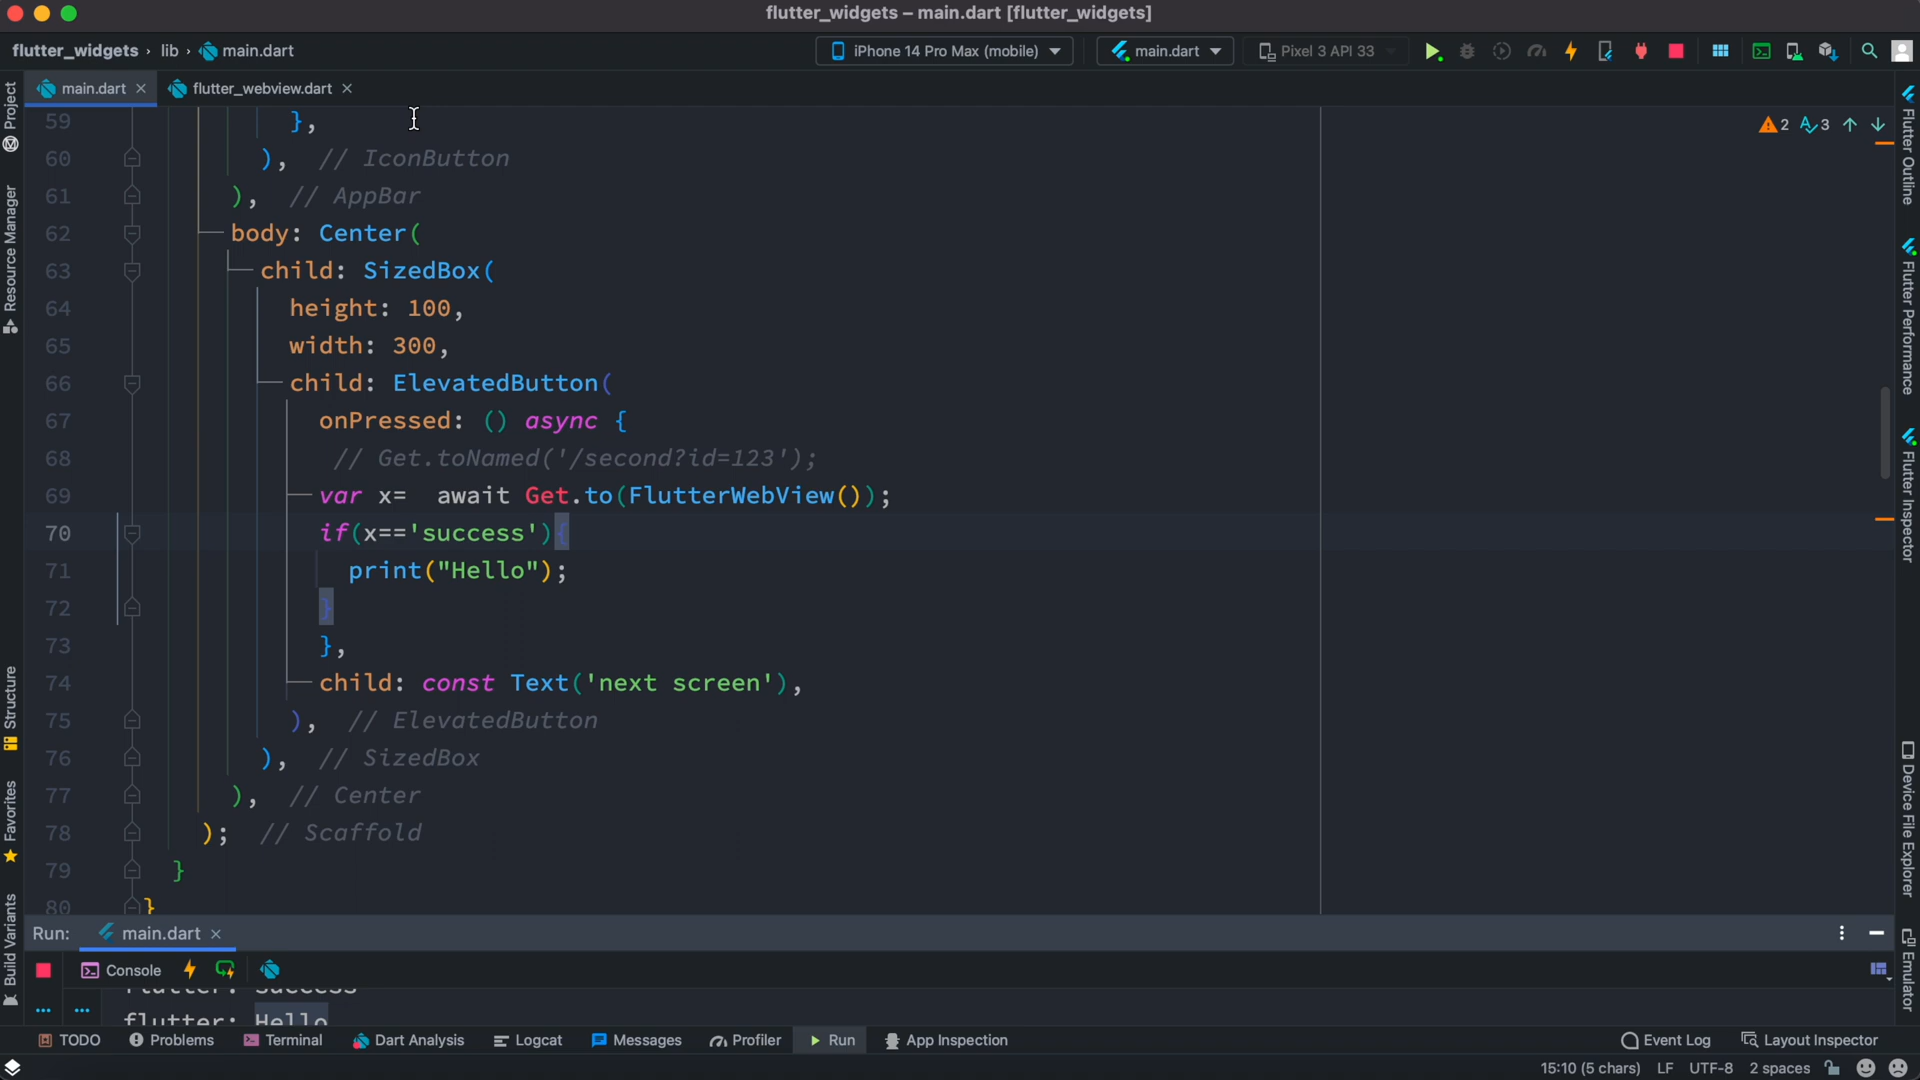 flutter_widgets – main.dart [flutter_widgets]
flutter_widgets › lib › main.dart
iPhone 14 Pro Max (mobile)
main.dart
Pixel 3 API 33
main.dart
flutter_webview.dart
2
3
59 },
60 ), // IconButton
61 ), // AppBar
62 body: Center(
63 child: SizedBox(
64 height: 100,
65 width: 300,
66 child: ElevatedButton(
67 onPressed: () async {
68 // Get.toNamed('/second?id=123');
69 var x=  await Get.to(FlutterWebView());
70 if(x=='success'){
71 print("Hello");
72 }
73 },
74 child: const Text('next screen'),
75 ), // ElevatedButton
76 ), // SizedBox
77 ), // Center
78 ); // Scaffold
79 }
80 }
Project
Resource Manager
Structure
Favorites
Build Variants
Flutter Outline
Flutter Performance
Flutter Inspector
Device File Explorer
Emulator
Run: main.dart
Console
flutter: success
flutter: Hello
TODO
Problems
Terminal
Dart Analysis
Logcat
Messages
Profiler
Run
App Inspection
Event Log
Layout Inspector
15:10 (5 chars) LF UTF-8 2 spaces